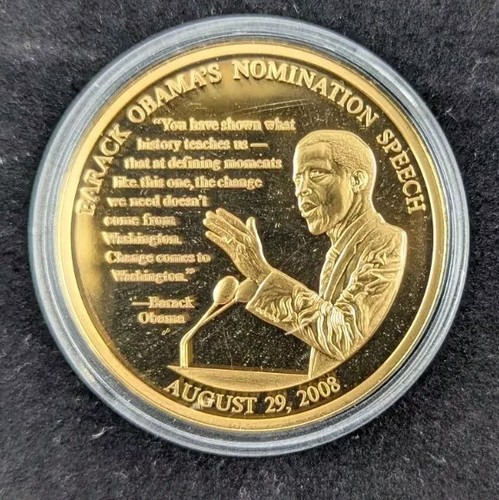 BARACK OBAMA'S NOMINATION SPEECH
"You have shown what
history teaches us —
that at defining moments
like this one, the change
we need doesn't
come from
Washington.
Change comes to
Washington."
—Barack
Obama
AUGUST 29, 2008